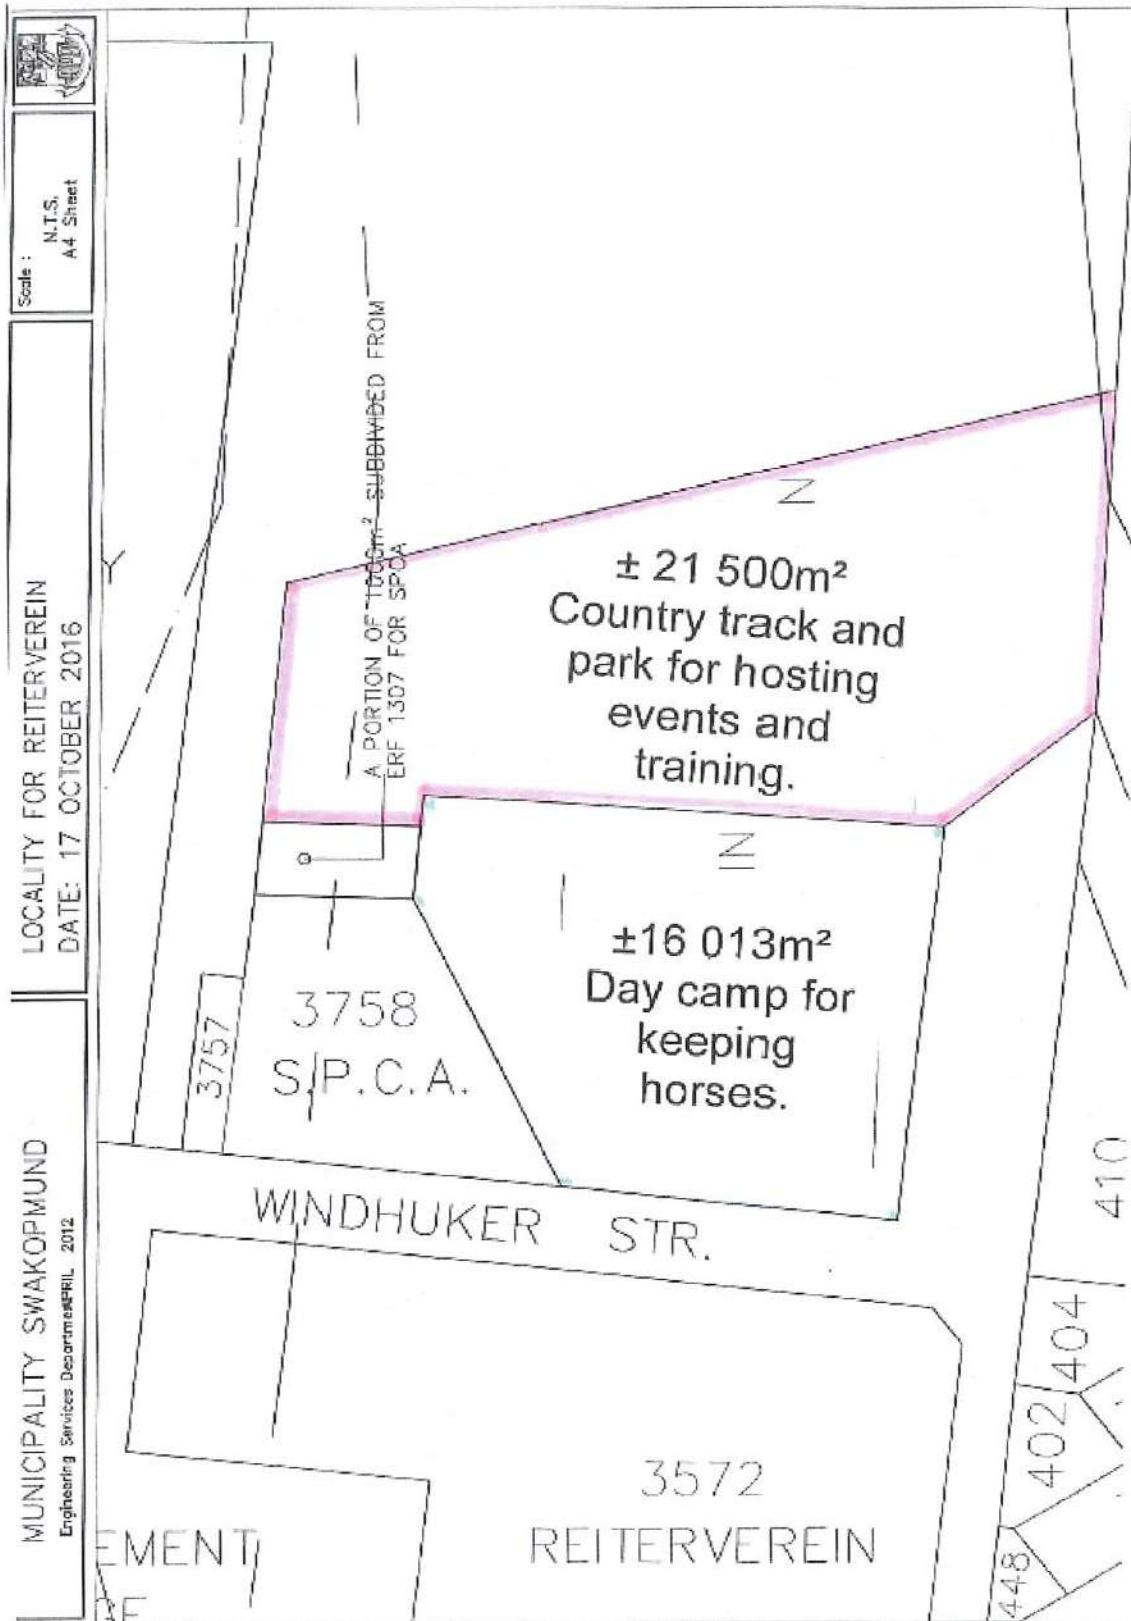 MUNICIPALITY SWAKOPMUND
Engineering Services Department APRIL 2012
LOCALITY FOR REITERVEREIN
DATE: 17 OCTOBER 2016
Scale :
N.T.S.
A4 Sheet
A PORTION OF 1000m² SUBDIVIDED FROM
ERF 1307 FOR SPCA
± 21 500m²
Country track and
park for hosting
events and
training.
±16 013m²
Day camp for
keeping
horses.
3757
3758
S.P.C.A.
WINDHUKER STR.
3572
REITERVEREIN
EMENT
410
404
402
448